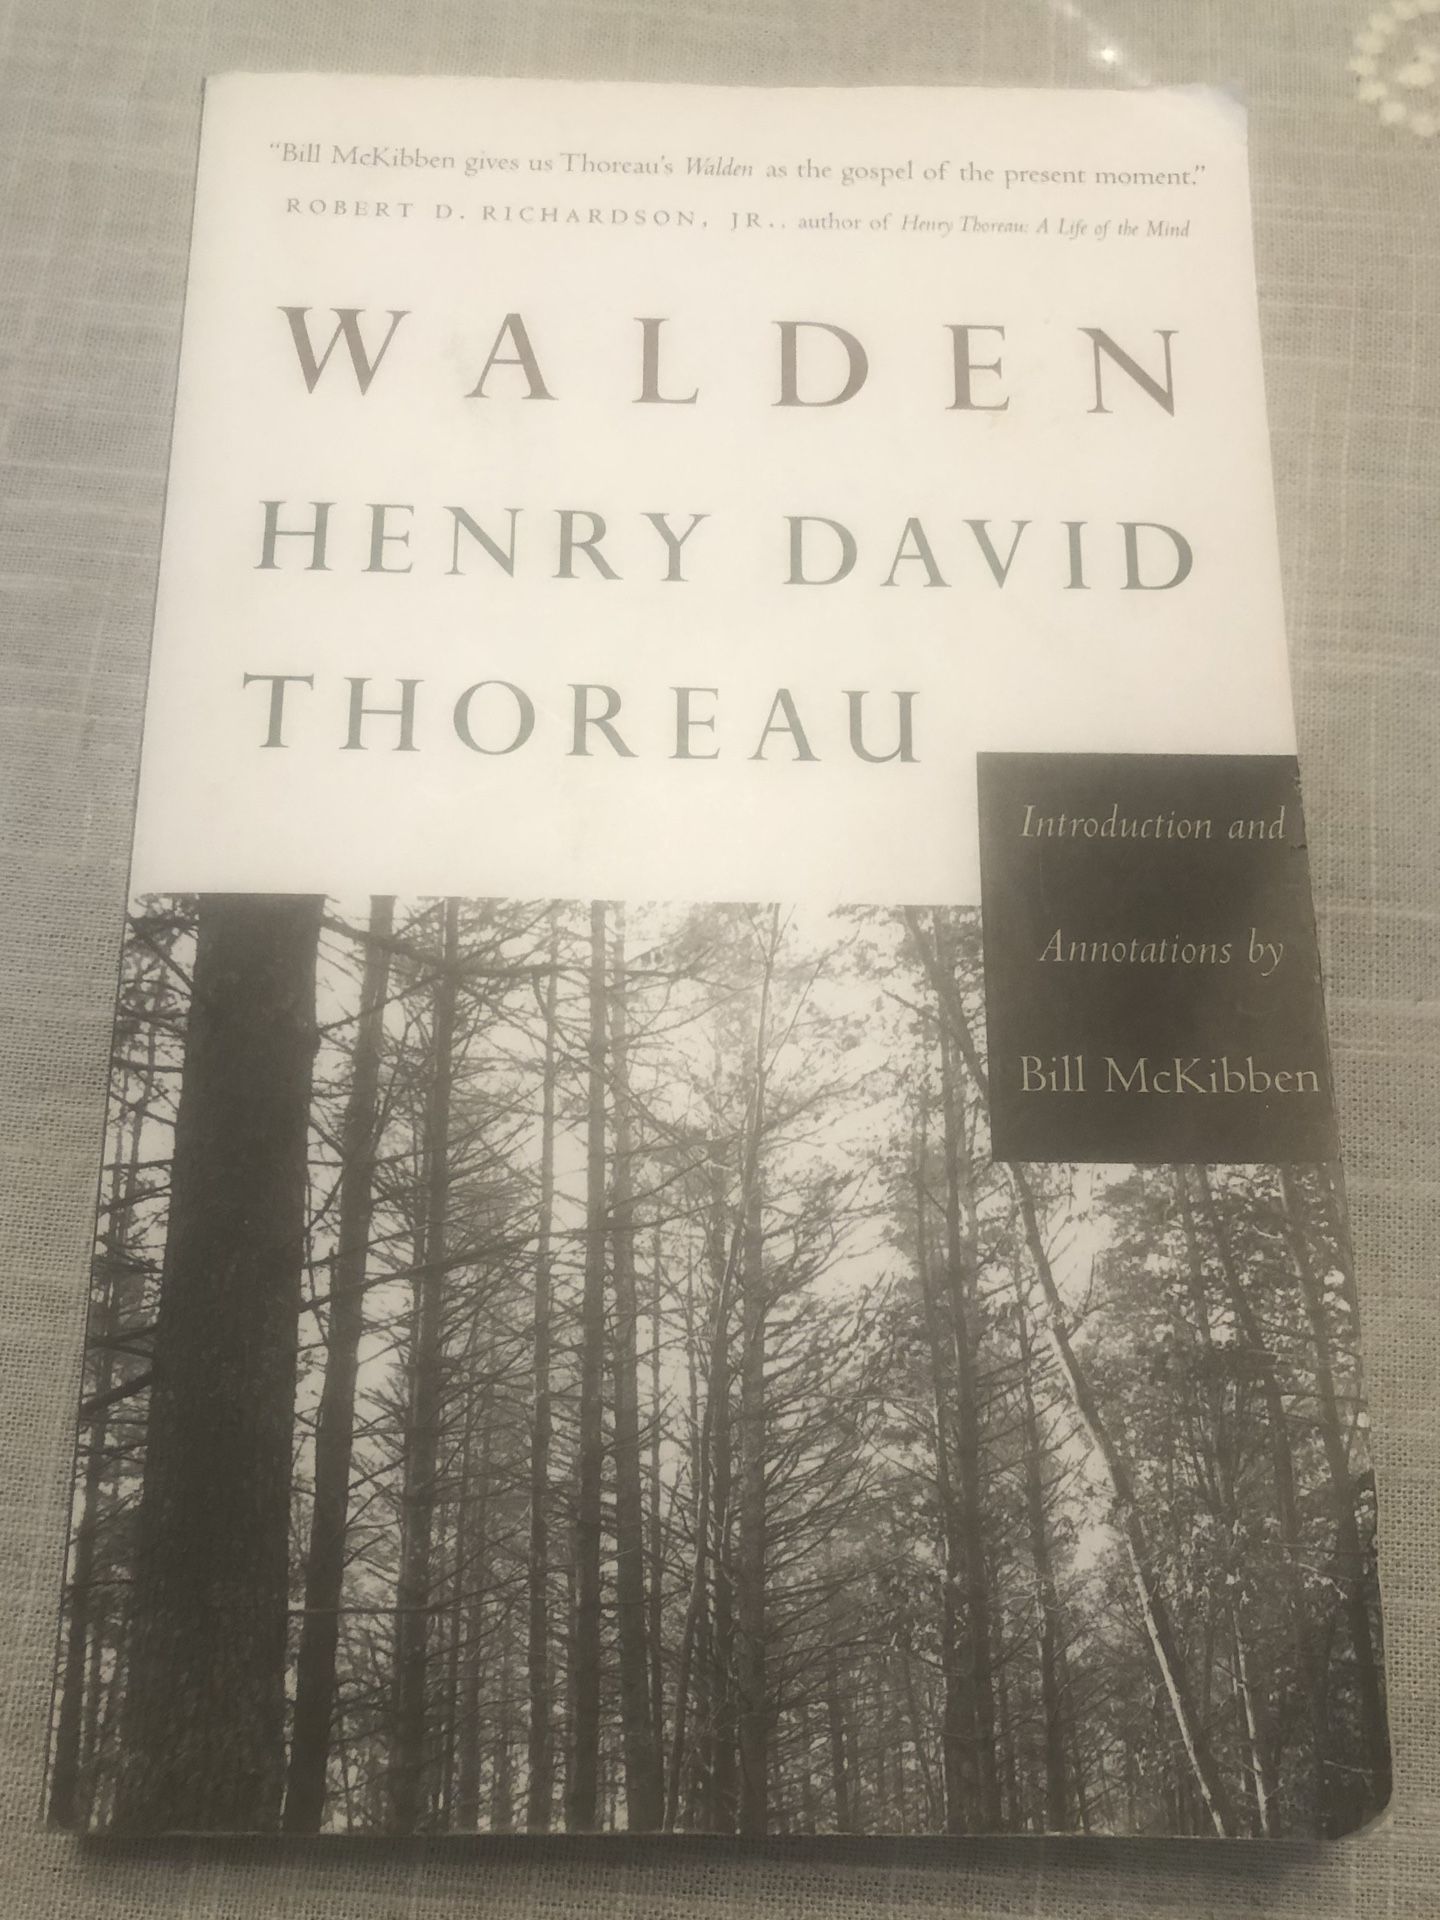 “Bill McKibben gives us Thoreau’s Walden as the gospel of the present moment.”
ROBERT D. RICHARDSON, JR., author of Henry Thoreau: A Life of the Mind
WALDEN
HENRY DAVID
THOREAU
Introduction and
Annotations by
Bill McKibben